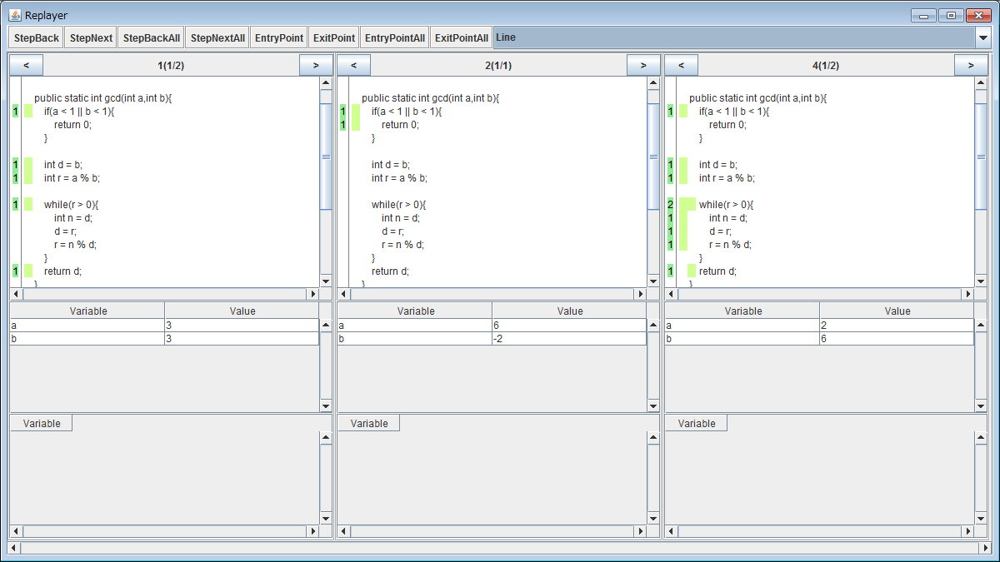 Replayer
StepBack StepNext StepBackAll StepNextAll EntryPoint ExitPoint EntryPointAll ExitPointAll Line
< 1(1/2) >
public static int gcd(int a,int b){
1 if(a < 1 || b < 1){
return 0;
}
1 int d = b;
1 int r = a % b;
1 while(r > 0){
int n = d;
d = r;
r = n % d;
}
1 return d;
}
Variable Value
a 3
b 3
Variable
< 2(1/1) >
public static int gcd(int a,int b){
1 if(a < 1 || b < 1){
1 return 0;
}
int d = b;
int r = a % b;
while(r > 0){
int n = d;
d = r;
r = n % d;
}
return d;
}
Variable Value
a 6
b -2
Variable
< 4(1/2) >
public static int gcd(int a,int b){
1 if(a < 1 || b < 1){
return 0;
}
1 int d = b;
1 int r = a % b;
2 while(r > 0){
1 int n = d;
1 d = r;
1 r = n % d;
}
1 return d;
}
Variable Value
a 2
b 6
Variable